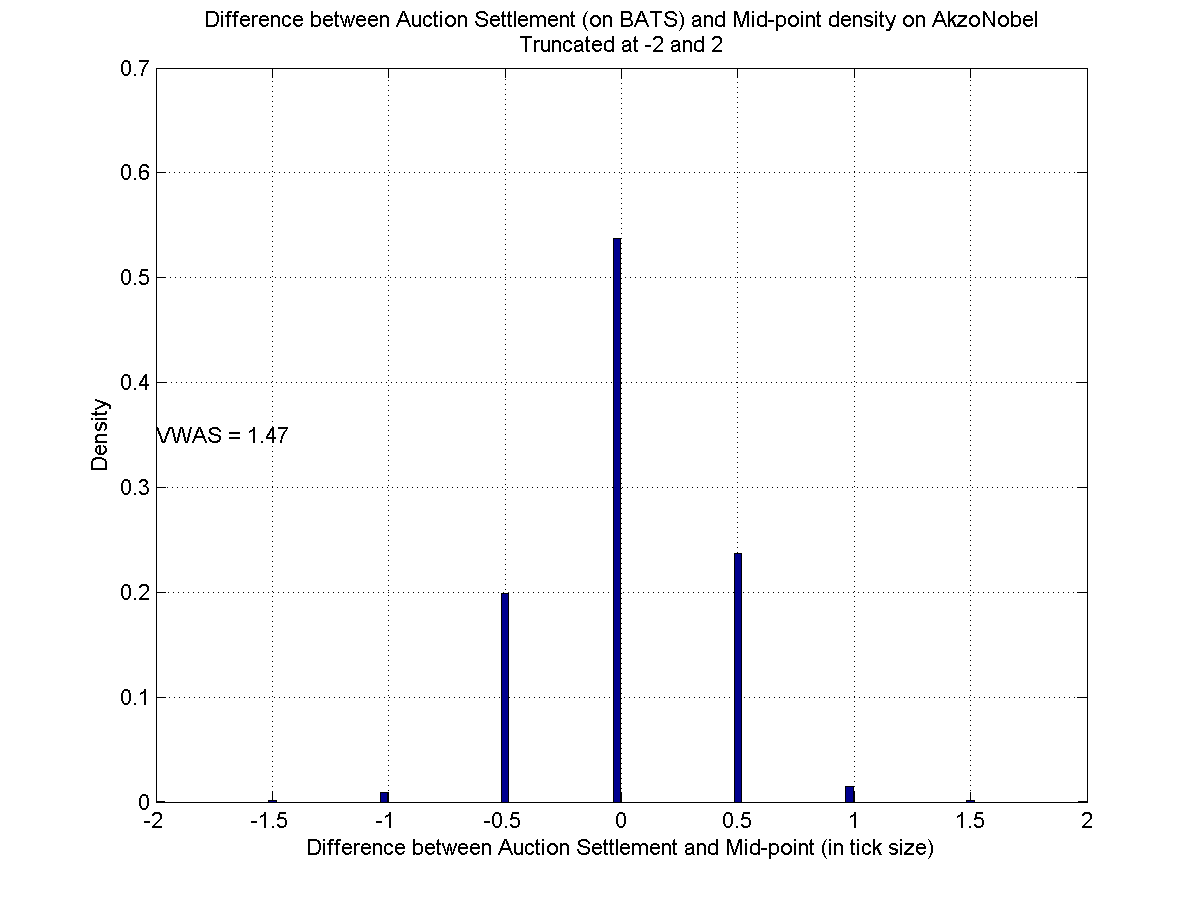 Difference between Auction Settlement (on BATS) and Mid-point density on AkzoNobel
Truncated at -2 and 2
0.7
0.6
0.5
0.4
0.3
0.2
0.1
0
Density
VWAS = 1.47
-2 -1.5 -1 -0.5 0 0.5 1 1.5 2
Difference between Auction Settlement and Mid-point (in tick size)